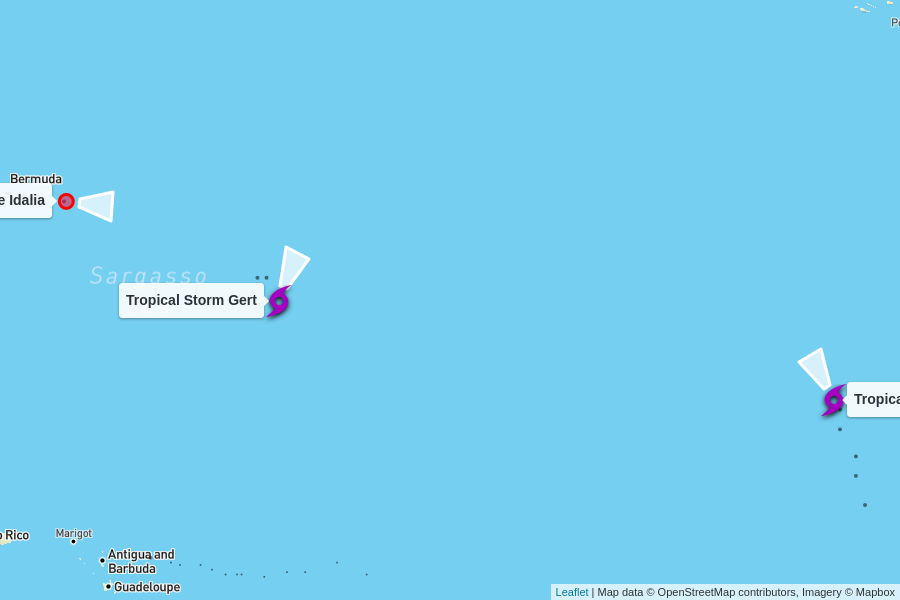 Bermuda
e Idalia
Sargasso
Tropical Storm Gert
Tropica
o Rico
Marigot
Antigua and
Barbuda
Guadeloupe
Leaflet | Map data © OpenStreetMap contributors, Imagery © Mapbox